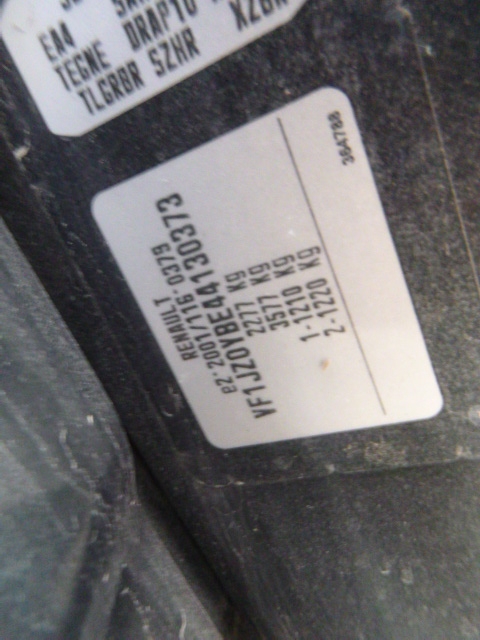 EA4
TEGNE DRAPTO
TLGRBR SZHR
RENAULT
e2*2001/116*0379
VF1JZ0YBE44130373
2277 Kg
3577 Kg
1-1210 Kg
2-1220 Kg
364788